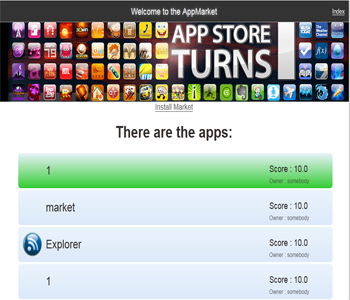 Welcome to the AppMarket
Index
APP STORE
TURNS 1
Install Market
There are the apps:
1
Score : 10.0
Owner : somebody
market
Score : 10.0
Owner : somebody
Explorer
Score : 10.0
Owner : somebody
1
Score : 10.0
Owner : somebody